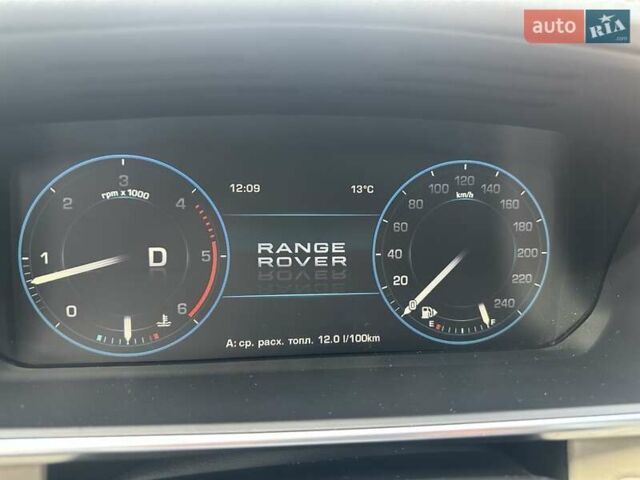 auto RIA.com
12:09 13°C
rpm x 1000
0 1 2 3 4 5 6
D
RANGE
ROVER
km/h
0 20 40 60 80 100 120 140 160 180 200 220 240
E F
A: ср. расх. топл. 12.0 l/100km